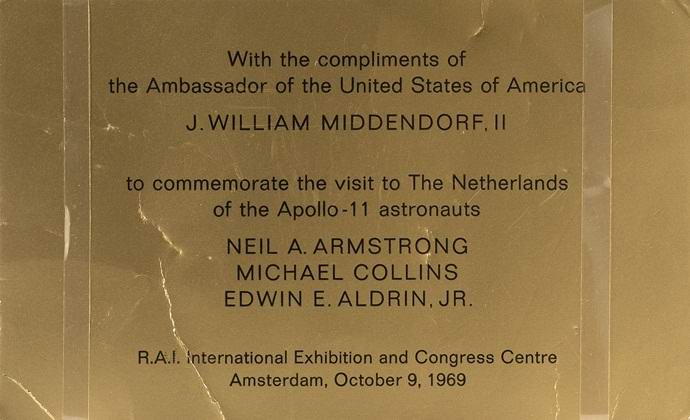 With the compliments of
the Ambassador of the United States of America
J. WILLIAM MIDDENDORF, II
to commemorate the visit to The Netherlands
of the Apollo-11 astronauts
NEIL A. ARMSTRONG
MICHAEL COLLINS
EDWIN E. ALDRIN, JR.
R.A.I. International Exhibition and Congress Centre
Amsterdam, October 9, 1969